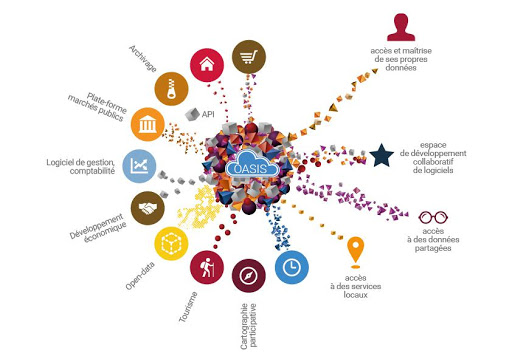 Archivage
Plate-forme
marchés publics
API
Logiciel de gestion,
comptabilité
Développement
économique
Open-data
Tourisme
Cartographie
participative
OASIS
accès et maîtrise
de ses propres
données
espace
de développement
collaboratif
de logiciels
accès
à des données
partagées
accès
à des services
locaux